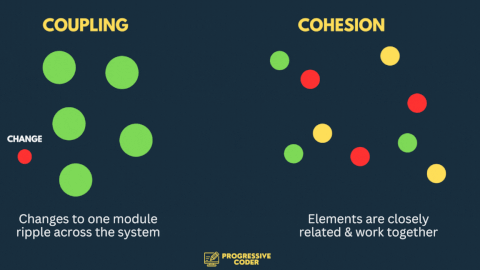 COUPLING
COHESION
CHANGE
Changes to one module
ripple across the system
Elements are closely
related & work together
PROGRESSIVE
CODER